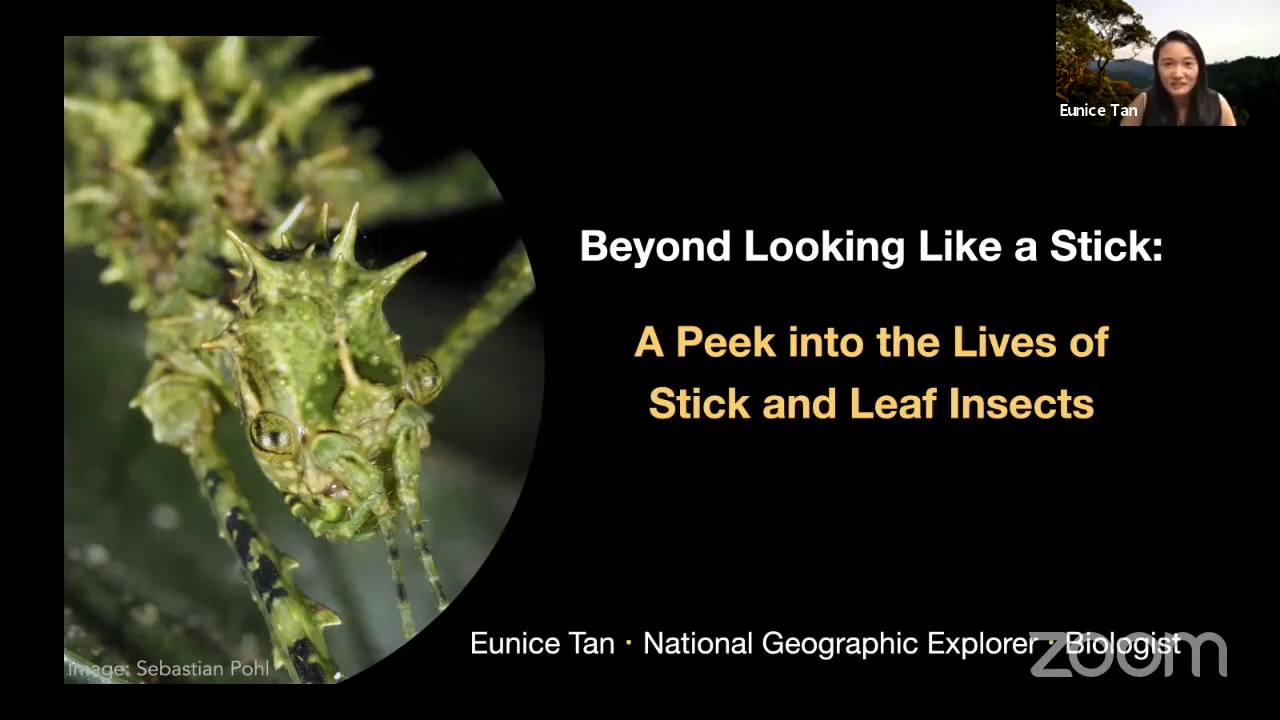 Eunice Tan
Beyond Looking Like a Stick:
A Peek into the Lives of
Stick and Leaf Insects
Eunice Tan · National Geographic Explorer · Biologist
zoom
Image: Sebastian Pohl